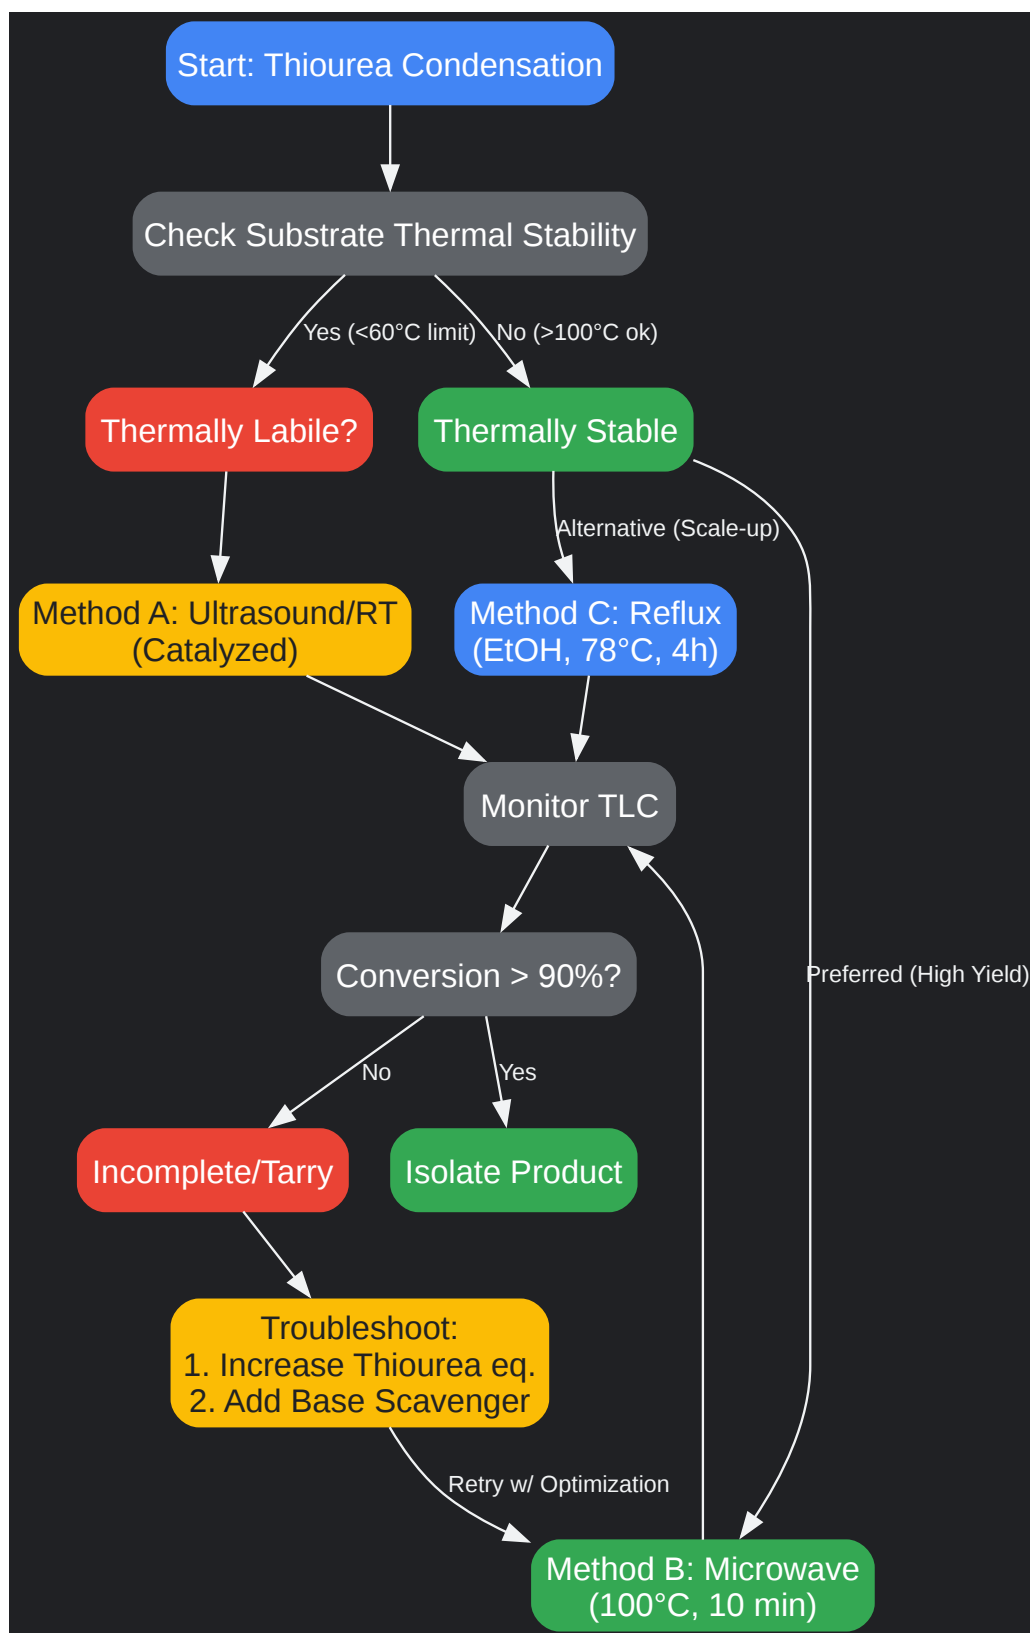 Start: Thiourea Condensation
Check Substrate Thermal Stability
Yes (<60°C limit)
No (>100°C ok)
Thermally Labile?
Thermally Stable
Alternative (Scale-up)
Method A: Ultrasound/RT
(Catalyzed)
Method C: Reflux
(EtOH, 78°C, 4h)
Monitor TLC
Conversion > 90%?
Preferred (High Yield)
No
Yes
Incomplete/Tarry
Isolate Product
Troubleshoot:
1. Increase Thiourea eq.
2. Add Base Scavenger
Retry w/ Optimization
Method B: Microwave
(100°C, 10 min)